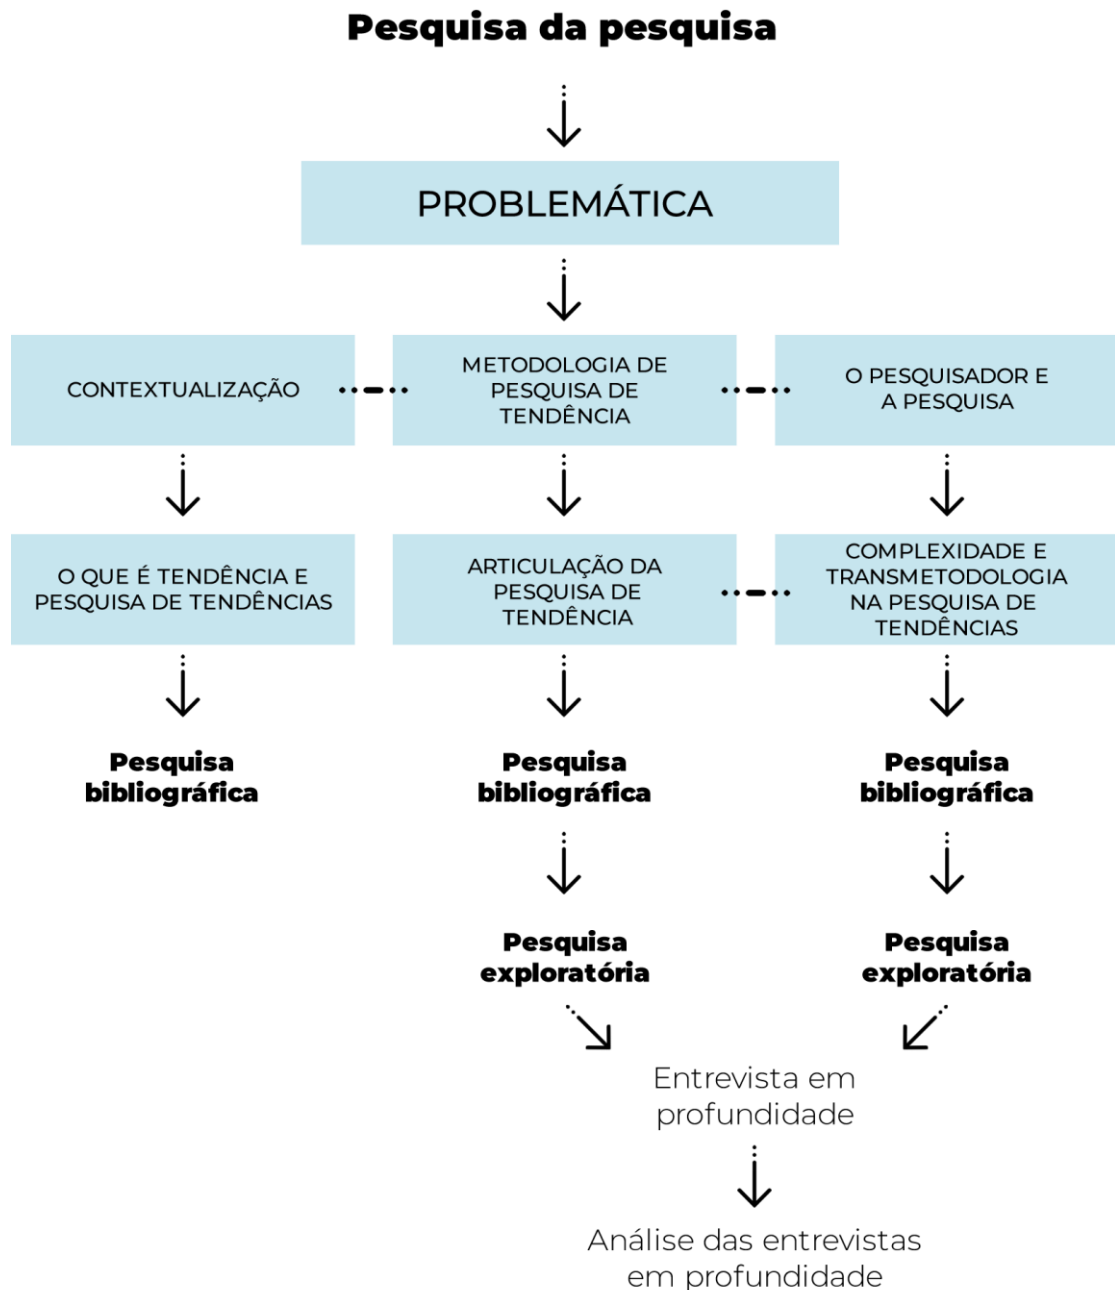 Pesquisa da pesquisa
PROBLEMÁTICA
CONTEXTUALIZAÇÃO
METODOLOGIA DE
PESQUISA DE
TENDÊNCIA
O PESQUISADOR E
A PESQUISA
O QUE É TENDÊNCIA E
PESQUISA DE TENDÊNCIAS
ARTICULAÇÃO DA
PESQUISA DE
TENDÊNCIA
COMPLEXIDADE E
TRANSMETODOLOGIA
NA PESQUISA DE
TENDÊNCIAS
Pesquisa
bibliográfica
Pesquisa
bibliográfica
Pesquisa
bibliográfica
Pesquisa
exploratória
Pesquisa
exploratória
Entrevista em
profundidade
Análise das entrevistas
em profundidade